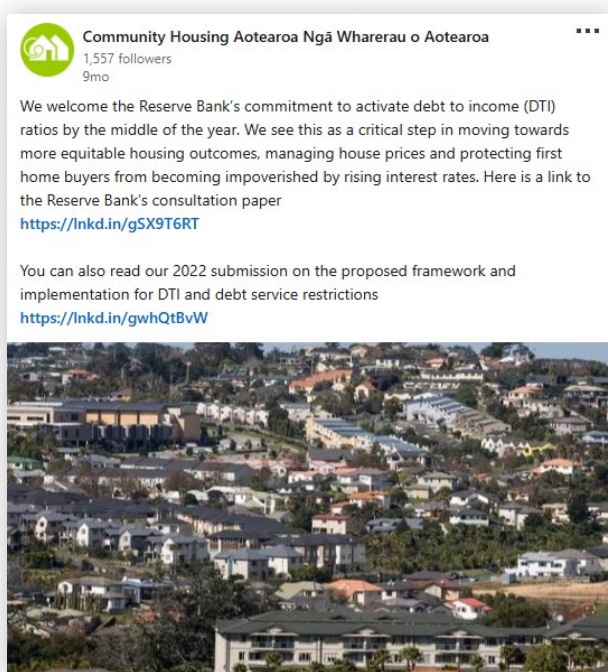 Community Housing Aotearoa Ngā Wharerau o Aotearoa
1,557 followers
9mo
We welcome the Reserve Bank's commitment to activate debt to income (DTI)
ratios by the middle of the year. We see this as a critical step in moving towards
more equitable housing outcomes, managing house prices and protecting first
home buyers from becoming impoverished by rising interest rates. Here is a link to
the Reserve Bank's consultation paper
https://lnkd.in/gSX9T6RT
You can also read our 2022 submission on the proposed framework and
implementation for DTI and debt service restrictions
https://lnkd.in/gwhQtBvW